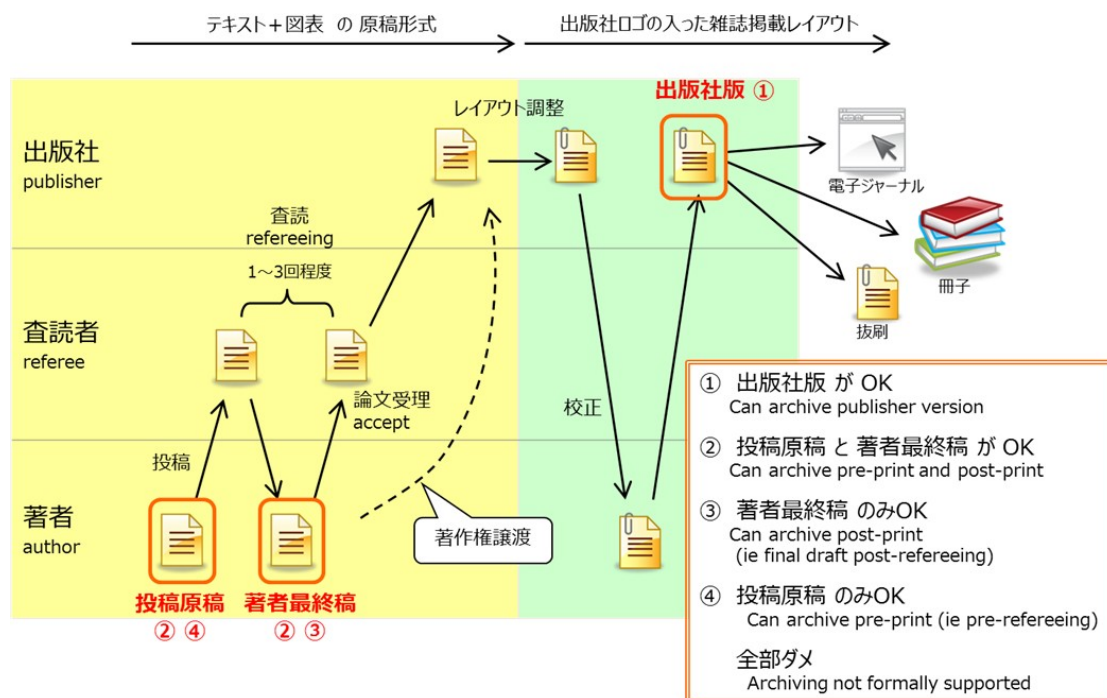 テキスト+図表 の 原稿形式
出版社ロゴの入った雑誌掲載レイアウト
出版社版 ①
レイアウト調整
出版社
publisher
電子ジャーナル
査読
refereeing
1~3回程度
冊子
抜刷
査読者
referee
論文受理
accept
校正
投稿
著者
author
著作権譲渡
投稿原稿
② ④
著者最終稿
② ③
① 出版社版 が OK
Can archive publisher version
② 投稿原稿 と 著者最終稿 が OK
Can archive pre-print and post-print
③ 著者最終稿 のみOK
Can archive post-print
(ie final draft post-refereeing)
④ 投稿原稿 のみOK
Can archive pre-print (ie pre-refereeing)
全部ダメ
Archiving not formally supported